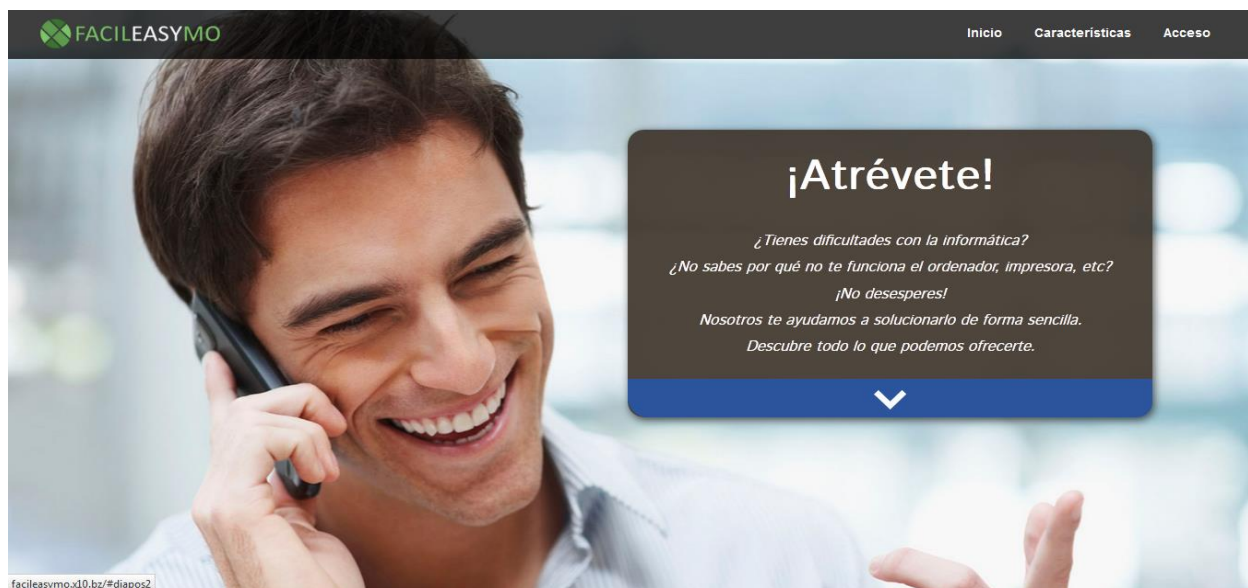 FACILEASYMO
Inicio Características Acceso
¡Atrévete!
¿Tienes dificultades con la informática?
¿No sabes por qué no te funciona el ordenador, impresora, etc?
¡No desesperes!
Nosotros te ayudamos a solucionarlo de forma sencilla.
Descubre todo lo que podemos ofrecerte.
facileasymo.x10.bz/#diapos2